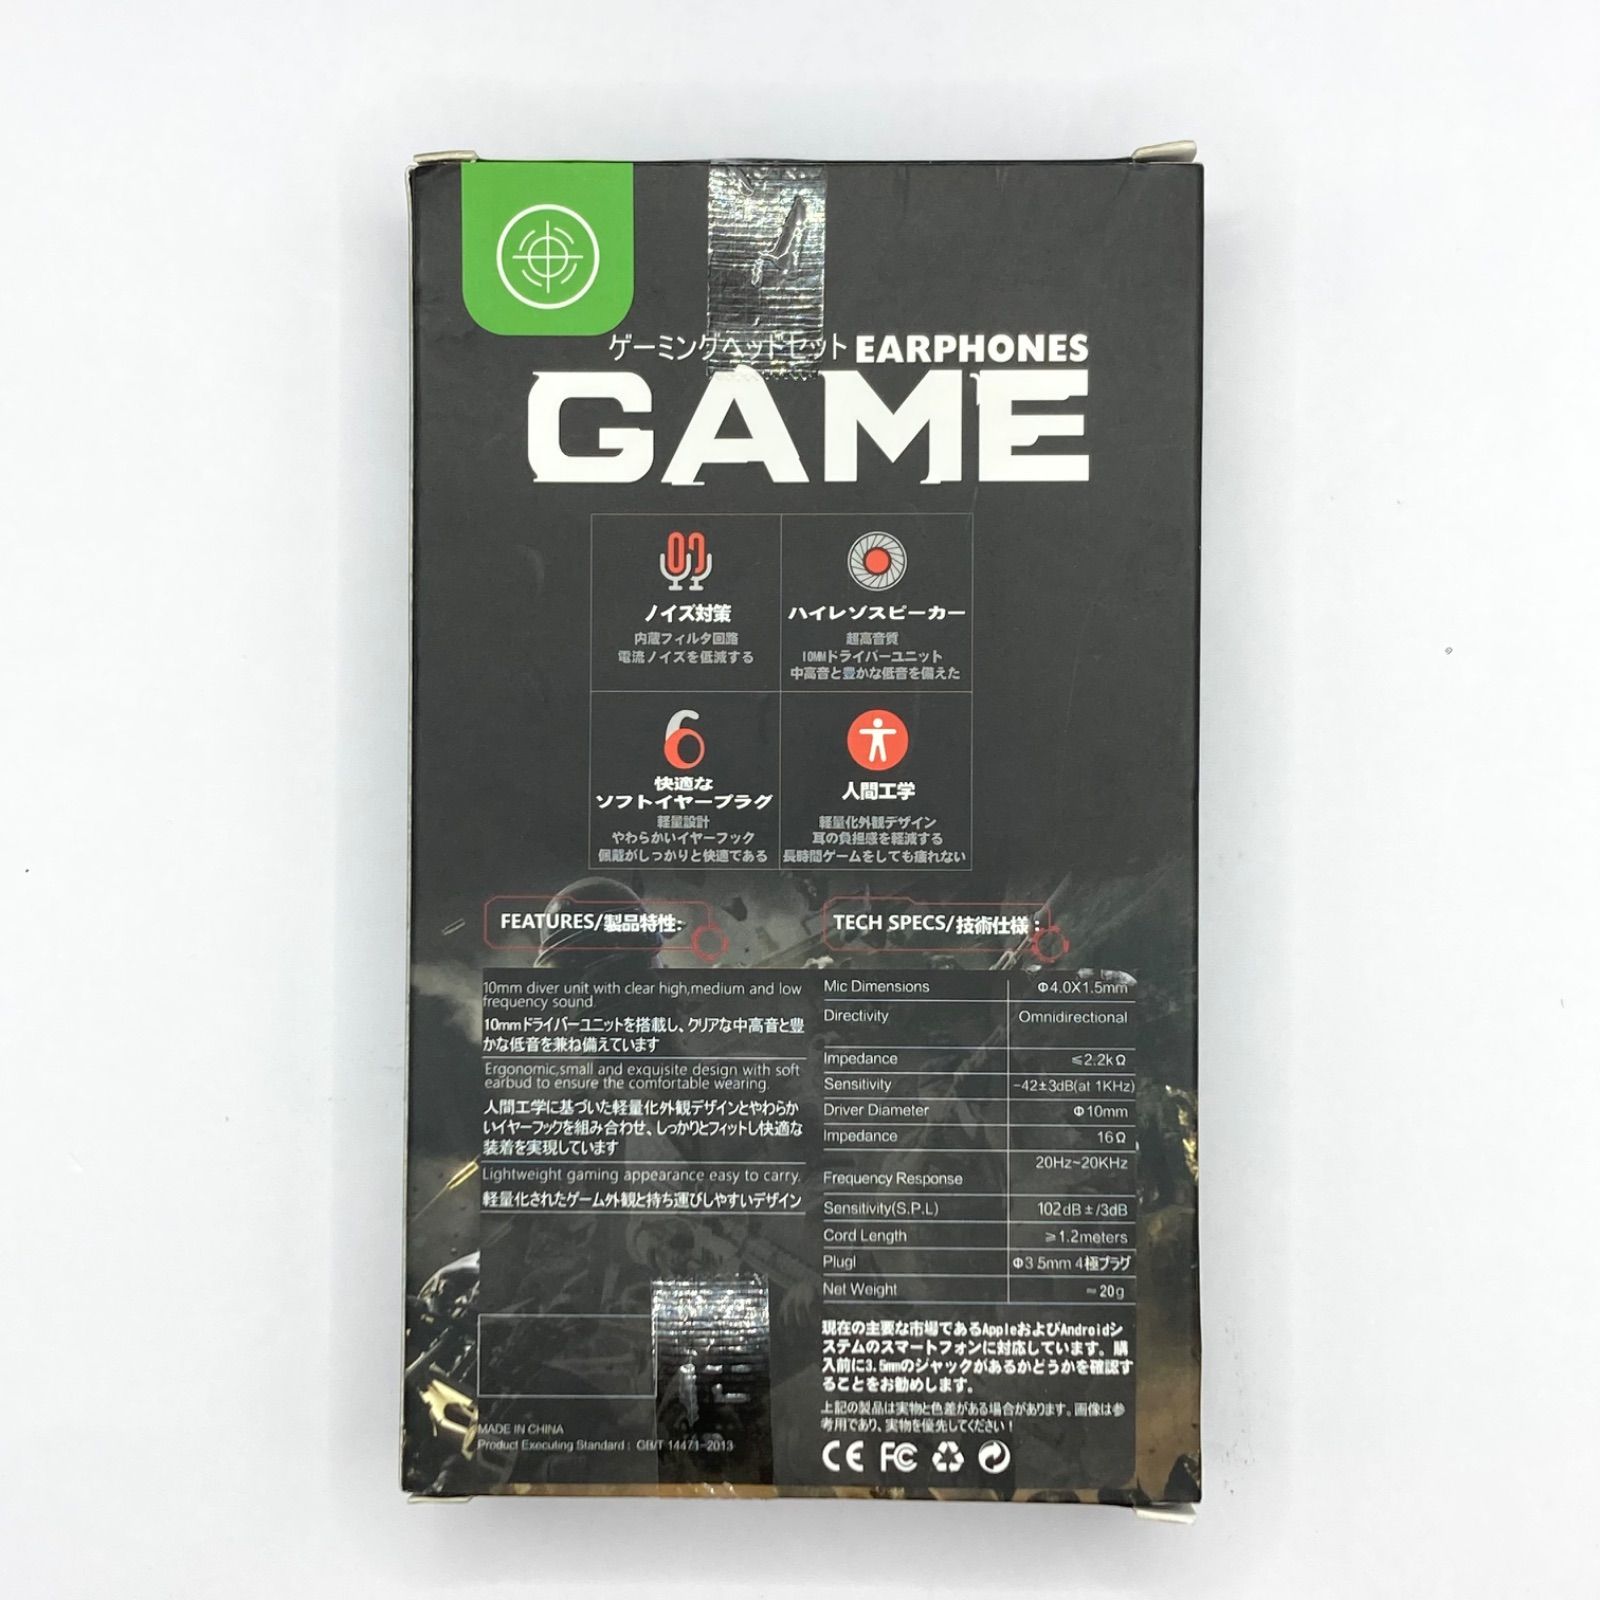 ゲーミングヘッドセット EARPHONES
GAME
ノイズ対策
内蔵フィルタ回路
電流ノイズを低減する
ハイレゾスピーカー
超高音質
10MMドライバーユニット
中高音と豊かな低音を備えた
快適な
ソフトイヤープラグ
軽量設計
やわらかいイヤーフック
佩戴がしっかりと快適である
人間工学
軽量化外観デザイン
耳の負担感を軽減する
長時間ゲームをしても疲れない
FEATURES/製品特性:
10mm diver unit with clear high,medium and low
frequency sound.
10mmドライバーユニットを搭載し、クリアな中高音と豊
かな低音を兼ね備えています
Ergonomic,small and exquisite design with soft
earbud to ensure the comfortable wearing.
人間工学に基づいた軽量化外観デザインとやわらか
いイヤーフックを組み合わせ、しっかりとフィットし快適な
装着を実現しています
Lightweight gaming appearance easy to carry.
軽量化されたゲーム外観と持ち運びしやすいデザイン
MADE IN CHINA
Product Executing Standard : GB/T 14471-2013
TECH SPECS/技術仕様:
Mic Dimensions Φ4.0X1.5mm
Directivity Omnidirectional
Impedance ≤2.2kΩ
Sensitivity -42±3dB(at 1KHz)
Driver Diameter Φ10mm
Impedance 16Ω
Frequency Response 20Hz~20KHz
Sensitivity(S.P.L) 102dB±/3dB
Cord Length ≥1.2meters
Plugl Φ3.5mm 4極プラグ
Net Weight ≈20g
現在の主要な市場であるAppleおよびAndroidシ
ステムのスマートフォンに対応しています。購
入前に3.5mmのジャックがあるかどうかを確認す
ることをお勧めします。
上記の製品は実物と色差がある場合があります。画像は参
考用であり、実物を優先してください!
CE FC